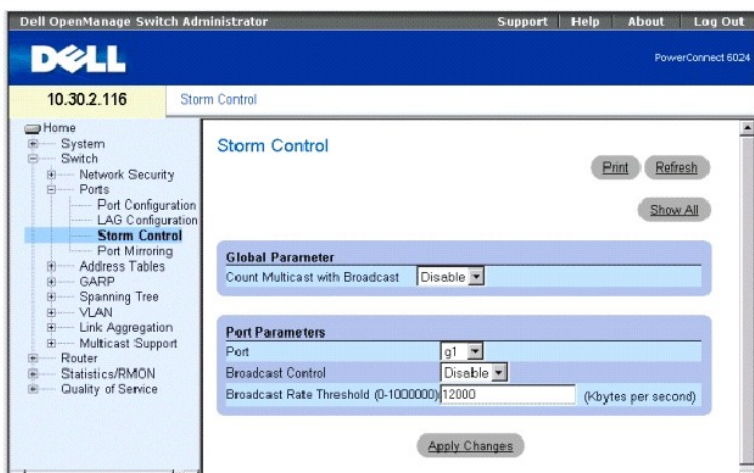 Dell OpenManage Switch Administrator
Support Help About Log Out
DELL
PowerConnect 6024
10.30.2.116
Storm Control
Home
System
Switch
Network Security
Ports
Port Configuration
LAG Configuration
Storm Control
Port Mirroring
Address Tables
GARP
Spanning Tree
VLAN
Link Aggregation
Multicast Support
Router
Statistics/RMON
Quality of Service
Storm Control
Print Refresh
Show All
Global Parameter
Count Multicast with Broadcast Disable
Port Parameters
Port g1
Broadcast Control Disable
Broadcast Rate Threshold (0-1000000) 12000 (Kbytes per second)
Apply Changes